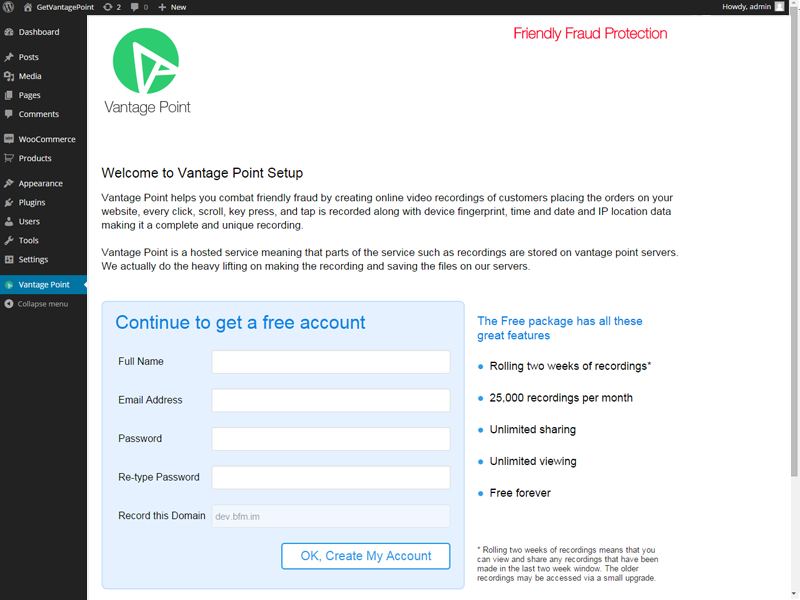 GetVantagePoint 2 0 New Howdy, admin
Dashboard
Posts
Media
Pages
Comments
WooCommerce
Products
Appearance
Plugins
Users
Tools
Settings
Vantage Point
Collapse menu
Vantage Point
Friendly Fraud Protection
Welcome to Vantage Point Setup
Vantage Point helps you combat friendly fraud by creating online video recordings of customers placing the orders on your
website, every click, scroll, key press, and tap is recorded along with device fingerprint, time and date and IP location data
making it a complete and unique recording.
Vantage Point is a hosted service meaning that parts of the service such as recordings are stored on vantage point servers.
We actually do the heavy lifting on making the recording and saving the files on our servers.
Continue to get a free account
Full Name
Email Address
Password
Re-type Password
Record this Domain dev.bfm.im
OK, Create My Account
The Free package has all these
great features
Rolling two weeks of recordings*
25,000 recordings per month
Unlimited sharing
Unlimited viewing
Free forever
* Rolling two weeks of recordings means that you
can view and share any recordings that have been
made in the last two week window. The older
recordings may be accessed via a small upgrade.